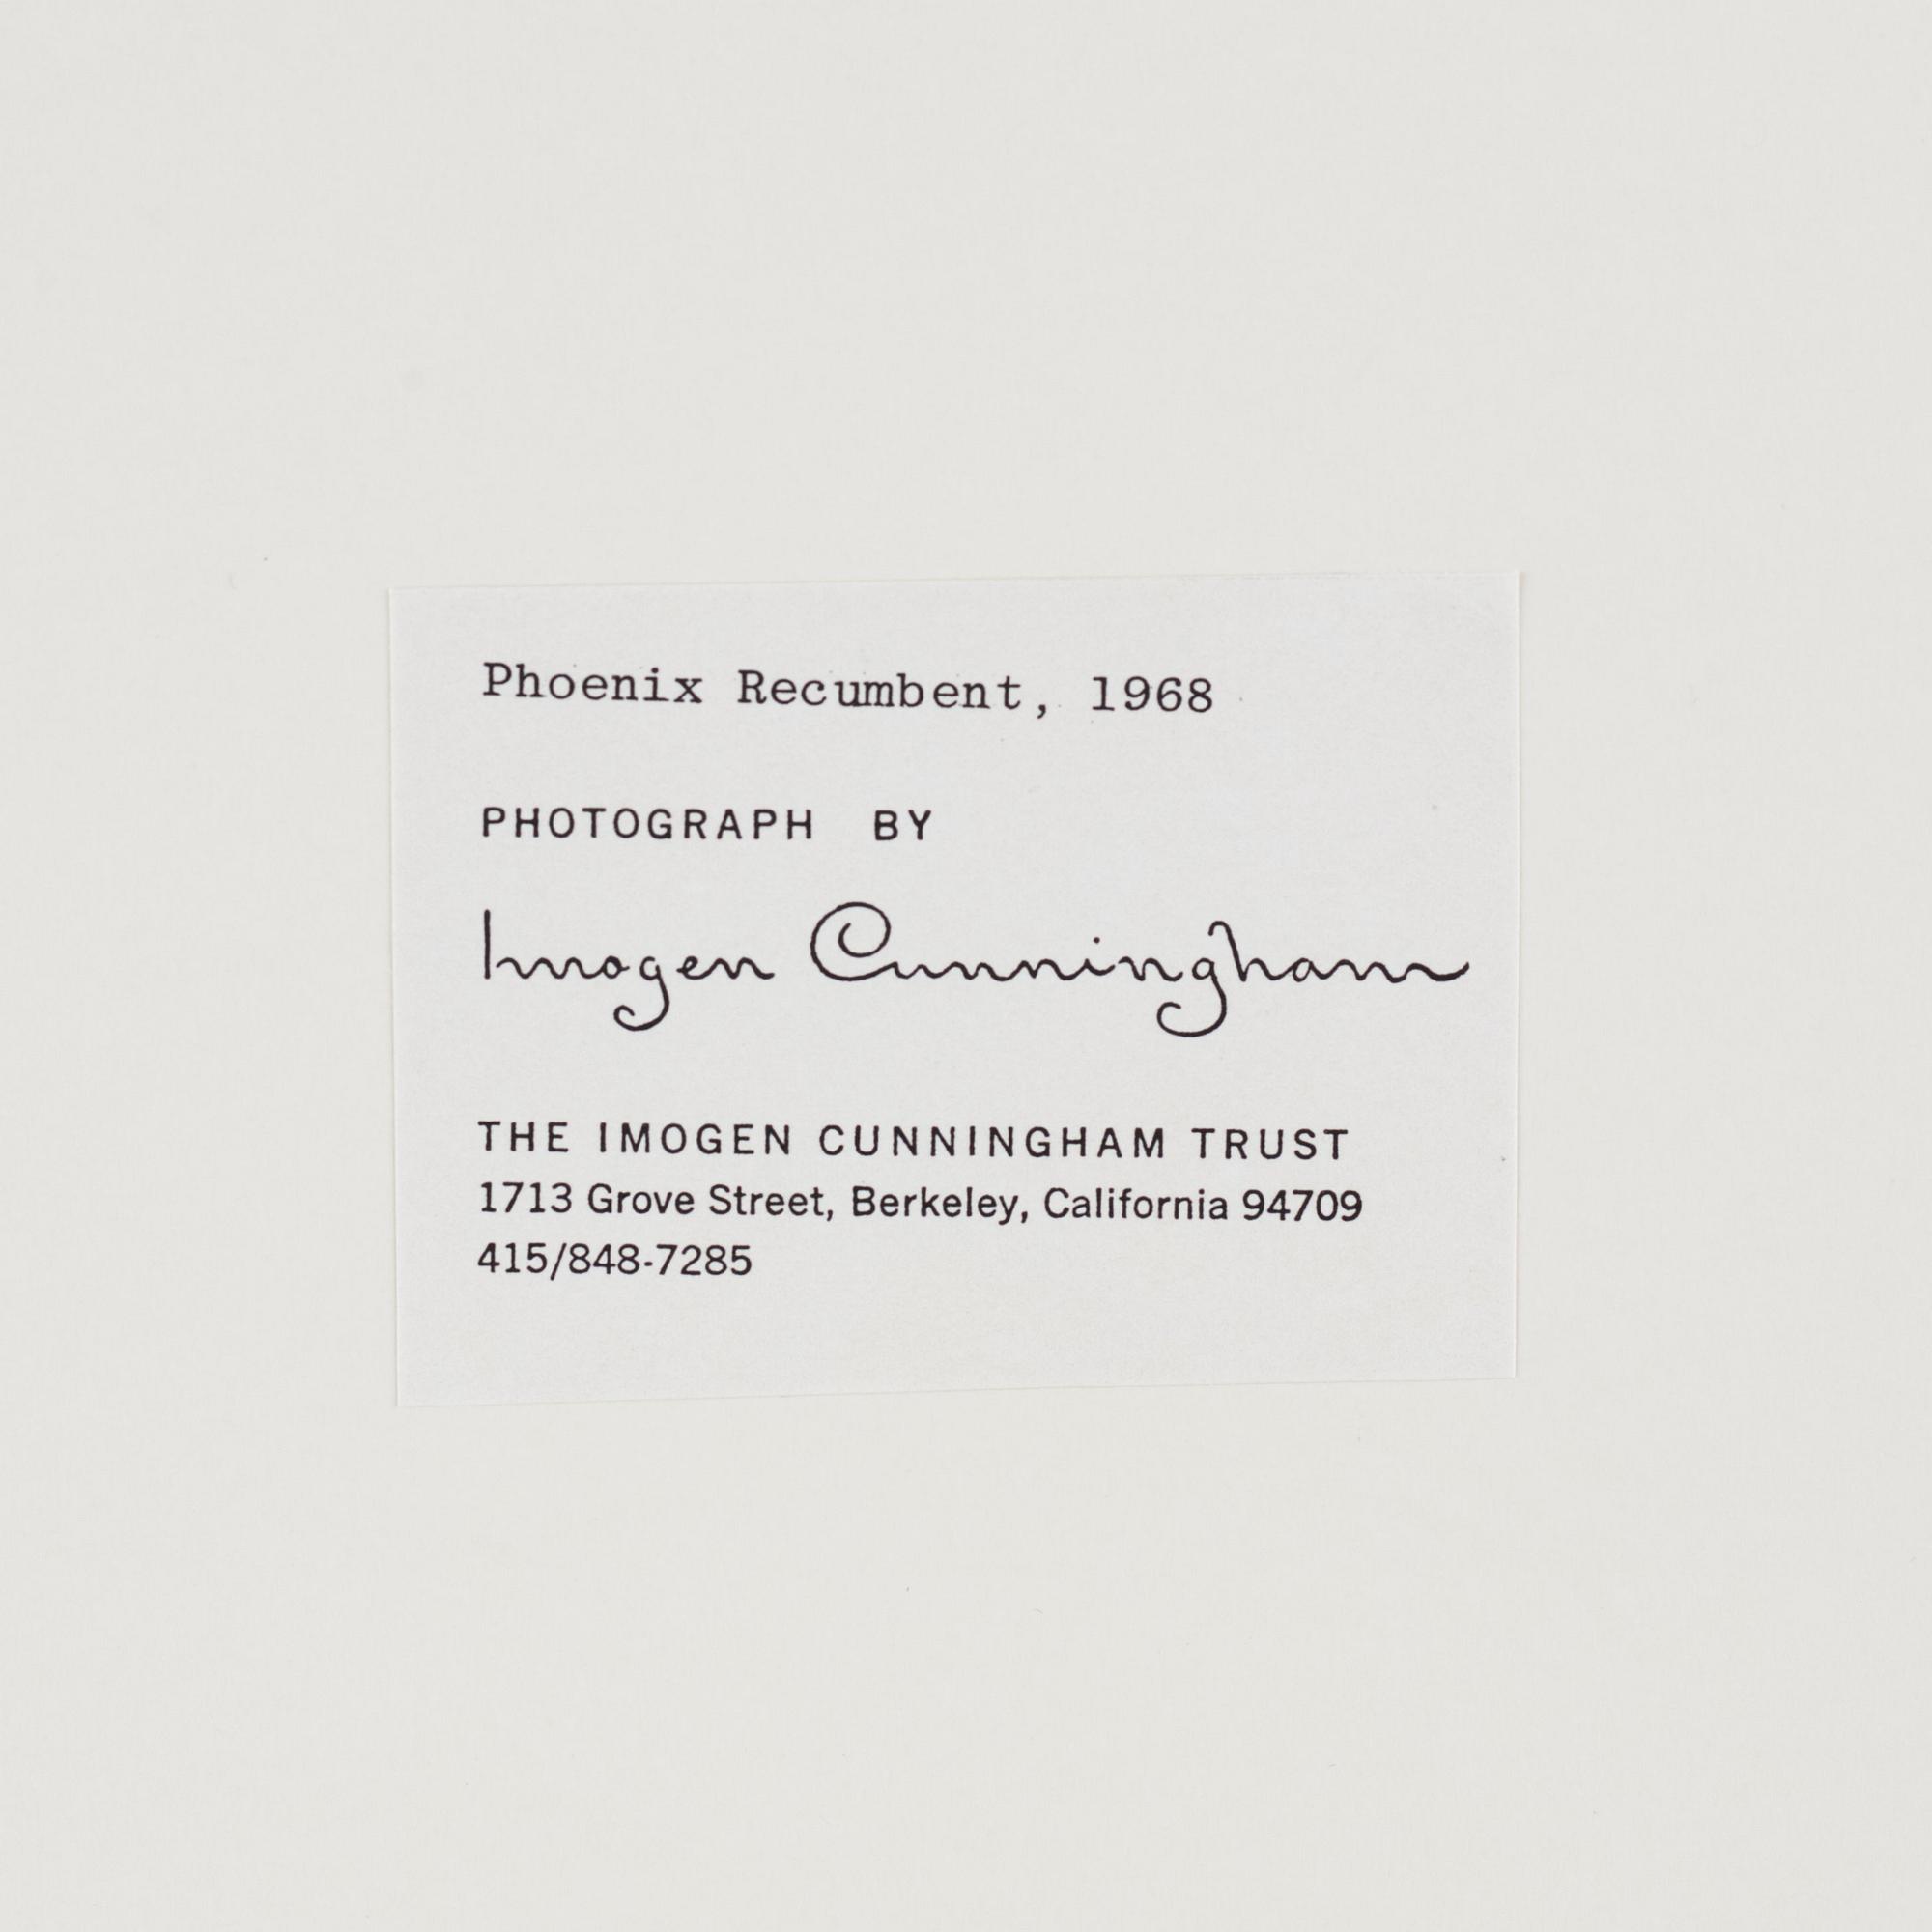 Phoenix Recumbent, 1968
PHOTOGRAPH BY
Imogen Cunningham
THE IMOGEN CUNNINGHAM TRUST
1713 Grove Street, Berkeley, California 94709
415/848-7285